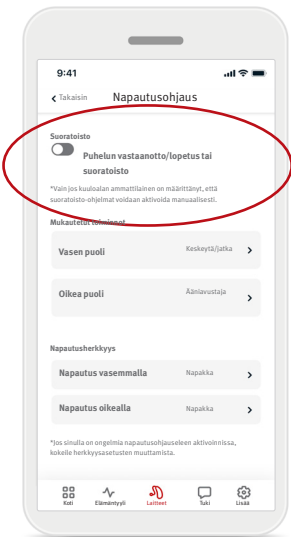 9:41
Takaisin Napautusohjaus
Suoratoisto
Puhelun vastaanotto/lopetus tai
suoratoisto
*Vain jos kuuloalan ammattilainen on määrittänyt, että
suoratoisto-ohjelmat voidaan aktivoida manuaalisesti.
Mukautetut toiminnot
Vasen puoli Keskeytä/jatka
Oikea puoli Ääniavustaja
Napautusherkkyys
Napautus vasemmalla Napakka
Napautus oikealla Napakka
*Jos sinulla on ongelmia napautusohjauseleen aktivoinnissa,
kokeile herkkyysasetusten muuttamista.
Koti Elämäntyyli Laitteet Tuki Lisää